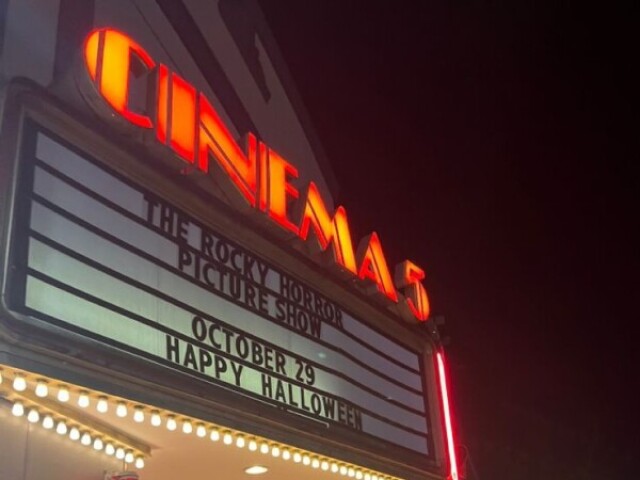 CINEMA 5
THE ROCKY HORROR
PICTURE SHOW
OCTOBER 29
HAPPY HALLOWEEN